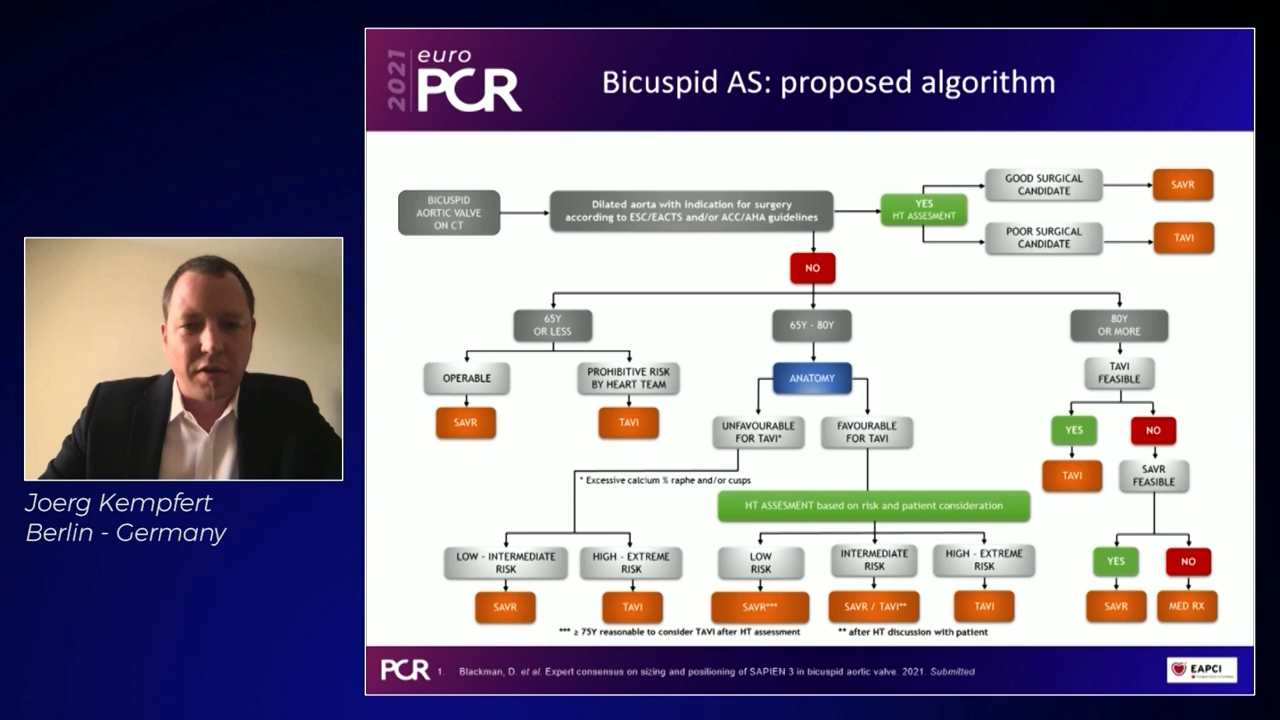 2021
euro
PCR
Bicuspid AS: proposed algorithm
BICUSPID
AORTIC VALVE
ON CT
Dilated aorta with indication for surgery
according to ESC/EACTS and/or ACC/AHA guidelines
YES
HT ASSESMENT
GOOD SURGICAL
CANDIDATE
SAVR
POOR SURGICAL
CANDIDATE
TAVI
NO
65Y
OR LESS
65Y - 80Y
80Y
OR MORE
OPERABLE
PROHIBITIVE RISK
BY HEART TEAM
ANATOMY
TAVI
FEASIBLE
SAVR
TAVI
UNFAVOURABLE
FOR TAVI*
FAVOURABLE
FOR TAVI
YES
NO
TAVI
SAVR
FEASIBLE
* Excessive calcium % raphe and/or cusps
HT ASSESMENT based on risk and patient consideration
LOW - INTERMEDIATE
RISK
HIGH - EXTREME
RISK
LOW
RISK
INTERMEDIATE
RISK
HIGH - EXTREME
RISK
YES
NO
SAVR
TAVI
SAVR***
SAVR / TAVI**
TAVI
SAVR
MED RX
*** ≥ 75Y reasonable to consider TAVI after HT assessment
** after HT discussion with patient
Joerg Kempfert
Berlin - Germany
PCR
1. Blackman, D. et al. Expert consensus on sizing and positioning of SAPIEN 3 in bicuspid aortic valve. 2021. Submitted
EAPCI